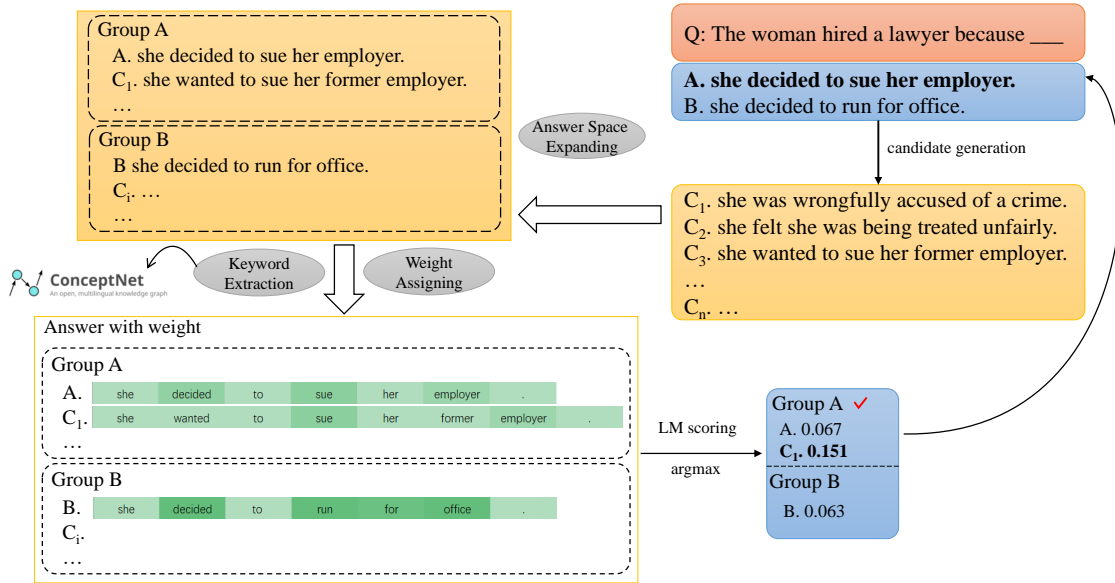 Group A
A. she decided to sue her employer.
C₁. she wanted to sue her former employer.
…
Group B
B she decided to run for office.
Cᵢ. …
…
Answer Space
Expanding
Q: The woman hired a lawyer because ___
A. she decided to sue her employer.
B. she decided to run for office.
candidate generation
C₁. she was wrongfully accused of a crime.
C₂. she felt she was being treated unfairly.
C₃. she wanted to sue her former employer.
…
Cₙ. …
ConceptNet
An open, multilingual knowledge graph
Keyword
Extraction
Weight
Assigning
Answer with weight
Group A
A. she decided to sue her employer .
C₁. she wanted to sue her former employer .
…
Group B
B. she decided to run for office .
Cᵢ.
…
LM scoring
argmax
Group A
A. 0.067
C₁. 0.151
Group B
B. 0.063